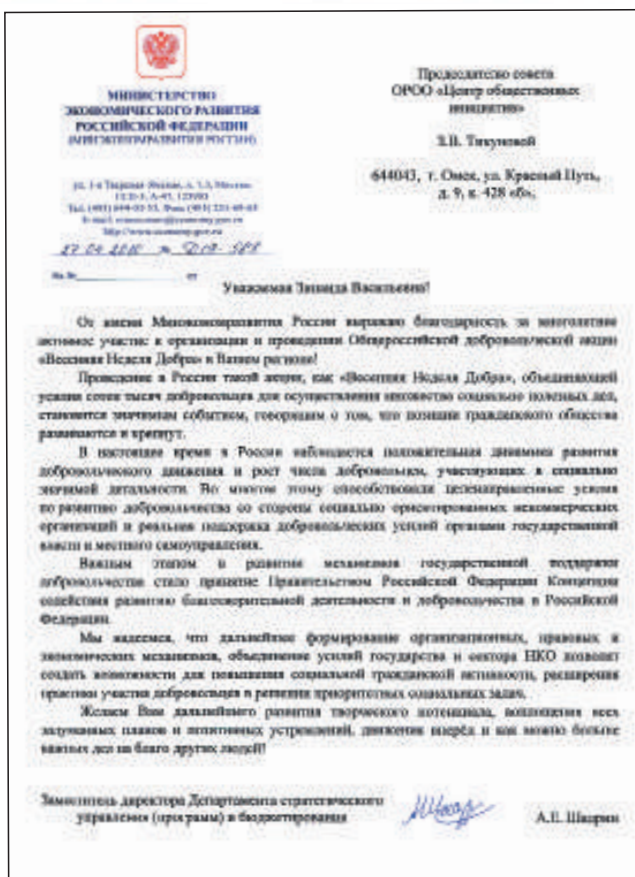 МИНИСТЕРСТВО
ЭКОНОМИЧЕСКОГО РАЗВИТИЯ
РОССИЙСКОЙ ФЕДЕРАЦИИ
(МИНЭКОНОМРАЗВИТИЯ РОССИИ)
Москва
Председателю совета
ОРОО «Центр общественных
инициатив»
З.В. Тикуновой
644043, г. Омск, ул. Красный Путь,
д. 9, к. 428 «б»,
На № от
Уважаемая Зинаида Васильевна!
От имени Минэкономразвития России выражаю благодарность за многолетнее
активное участие в организации и проведении Общероссийской добровольческой акции
«Весенняя Неделя Добра» в Вашем регионе!
Проведение в России такой акции, как «Весенняя Неделя Добра», объединяющей
усилия сотен тысяч добровольцев для осуществления множества социально полезных дел,
становится значимым событием, говорящим о том, что позиции гражданского общества
развиваются и крепнут.
В настоящее время в России наблюдается положительная динамика развития
добровольческого движения и рост числа добровольцев, участвующих в социально
значимой деятельности. Во многом этому способствовали целенаправленные усилия
по развитию добровольчества со стороны социально ориентированных некоммерческих
организаций и реальная поддержка добровольческих усилий органами государственной
власти и местного самоуправления.
Важным этапом в развитии механизмов государственной поддержки
добровольчества стало принятие Правительством Российской Федерации Концепции
содействия развитию благотворительной деятельности и добровольчества в Российской
Федерации.
Мы надеемся, что дальнейшее формирование организационных, правовых и
экономических механизмов, объединение усилий государства и сектора НКО позволит
создать возможности для повышения социальной гражданской активности, расширения
практики участия добровольцев в решении приоритетных социальных задач.
Желаем Вам дальнейшего развития творческого потенциала, воплощения всех
задуманных планов и позитивных устремлений, движения вперёд и как можно больше
важных дел на благо других людей!
Заместитель директора Департамента стратегического
управления (программ) и бюджетирования
А.Е. Шадрин